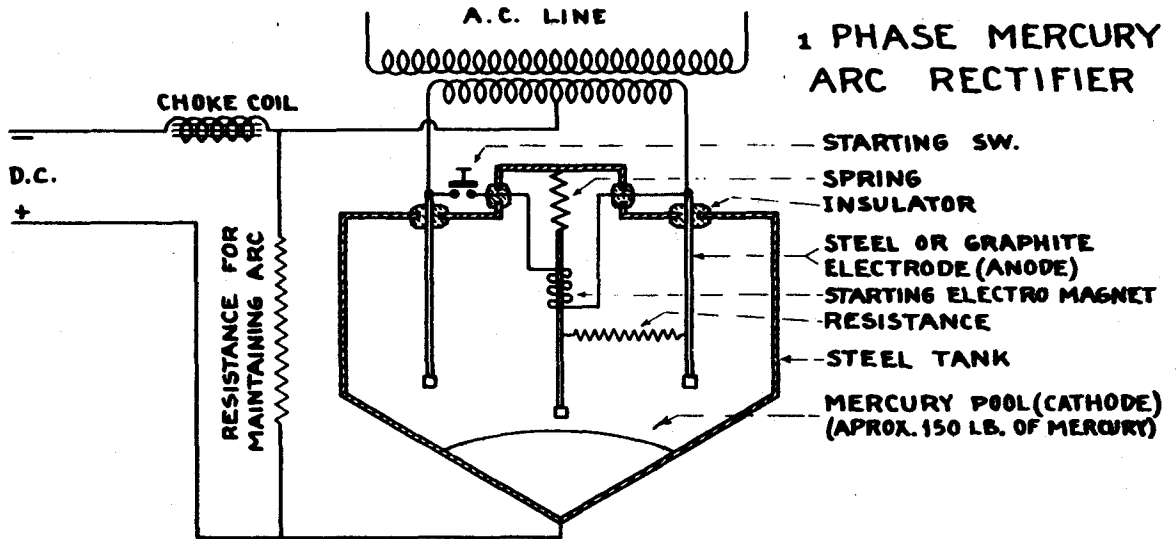 A.C. LINE
1 PHASE MERCURY
ARC RECTIFIER
CHOKE COIL
−
D.C.
+
RESISTANCE FOR
MAINTAINING ARC
STARTING SW.
SPRING
INSULATOR
STEEL OR GRAPHITE
ELECTRODE (ANODE)
STARTING ELECTRO MAGNET
RESISTANCE
STEEL TANK
MERCURY POOL (CATHODE)
(APROX. 150 LB. OF MERCURY)